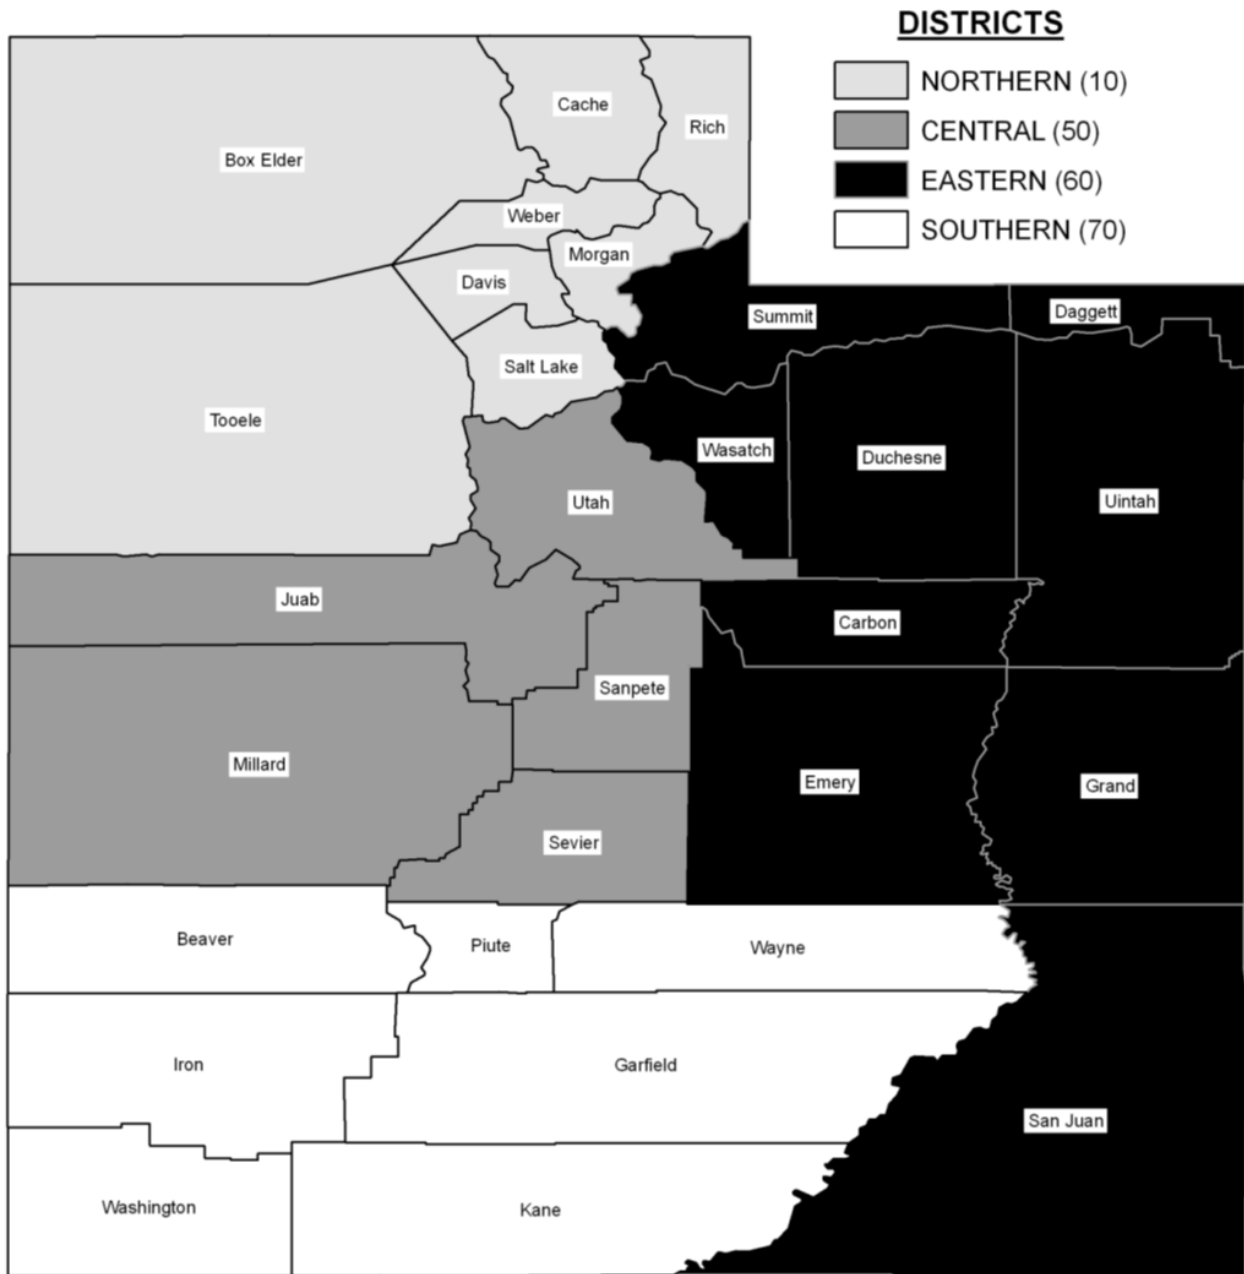 DISTRICTS
NORTHERN (10)
CENTRAL (50)
EASTERN (60)
SOUTHERN (70)
Cache
Rich
Box Elder
Weber
Morgan
Davis
Summit
Daggett
Salt Lake
Tooele
Wasatch
Duchesne
Uintah
Utah
Juab
Carbon
Sanpete
Millard
Emery
Grand
Sevier
Beaver
Piute
Wayne
Iron
Garfield
San Juan
Washington
Kane